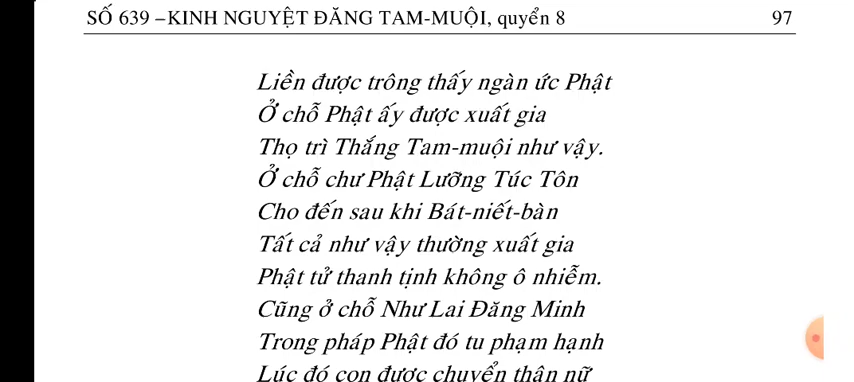 SỐ 639 – KINH NGUYỆT ĐĂNG TAM-MUỘI, quyển 8 97
Liền được trông thấy ngàn ức Phật
Ở chỗ Phật ấy được xuất gia
Thọ trì Thắng Tam-muội như vậy.
Ở chỗ chư Phật Lưỡng Túc Tôn
Cho đến sau khi Bát-niết-bàn
Tất cả như vậy thường xuất gia
Phật tử thanh tịnh không ô nhiễm.
Cũng ở chỗ Như Lai Đăng Minh
Trong pháp Phật đó tu phạm hạnh
Lúc đó con được chuyển thân nữ